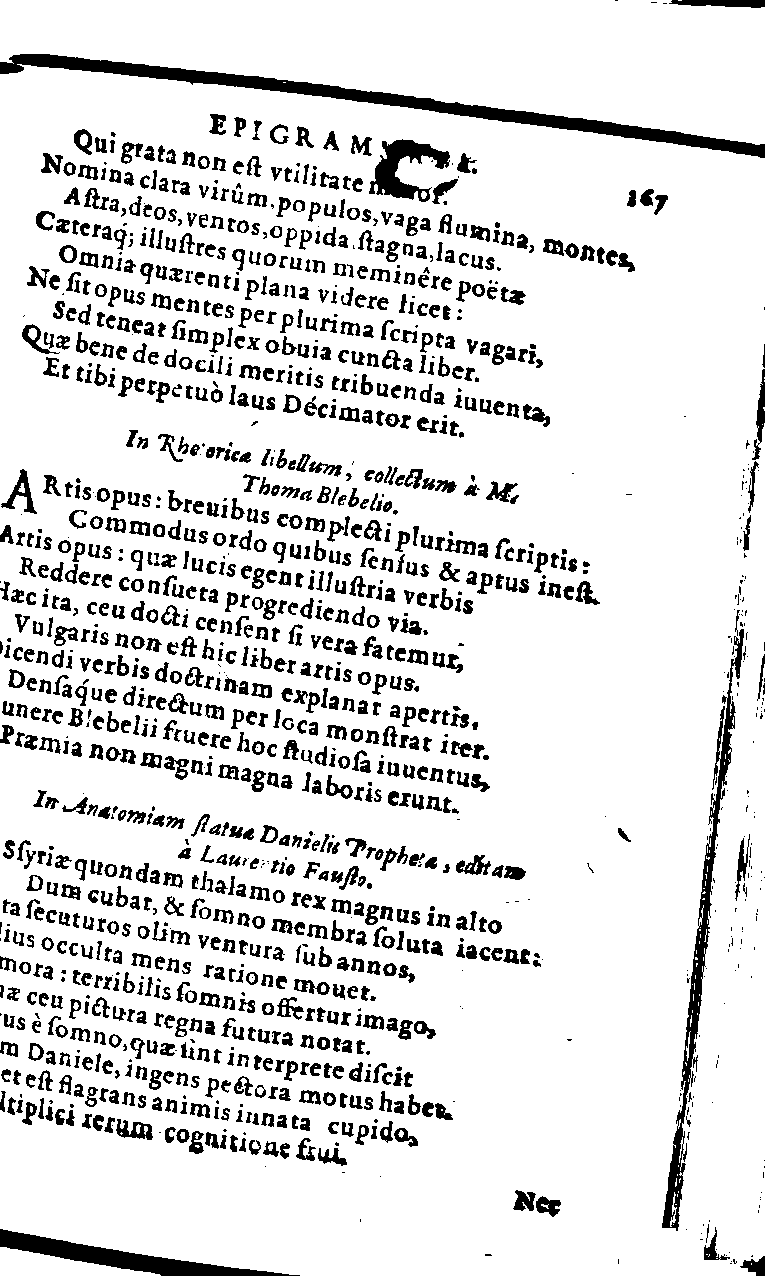 EPIGRAM
167
Qui grata non eſt vtilitate
Nomina clara virûm, populos, vaga flumina, montes,
Aſtra, deos, ventos, oppida, ſtagna, lacus.
Cæteraq́; illuſtres quorum meminêre poëtæ
Omnia quærenti plana videre licet:
Ne ſit opus mentes per plurima ſcripta vagari,
Sed teneat ſimplex obuia cuncta liber.
Quæ bene de docili meritis tribuenda iuuenta,
Et tibi perpetuò laus Décimator erit.
In Rhetorica libellum, collectum à M.
Thoma Blebelio.
ARtis opus: breuibus complecti plurima ſcriptis:
Commodus ordo quibus ſenſus & aptus ineſt.
Artis opus: quæ lucis egent illuſtria verbis
Reddere conſueta progrediendo via.
Hæc ita, ceu docti cenſent ſi vera fatemur,
Vulgaris non eſt hic liber artis opus.
Dicendi verbis doctrinam explanat apertis,
Denſaq́ue directum per loca monſtrat iter.
unere Blebelii fruere hoc ſtudioſa iuuentus,
Præmia non magni magna laboris erunt.
In Anatomiam ſtatuæ Danielis Prophetæ, editam
à Laurentio Fauſto.
Sſyriæ quondam thalamo rex magnus in alto
Dum cubat, & ſomno membra ſoluta iacent:
ta ſecuturos olim ventura ſub annos,
lius occulta mens ratione mouet.
mora: terribilis ſomnis offertur imago,
næ ceu pictura regna futura notat.
us è ſomno, quæ ſint interprete diſcit
m Daniele, ingens pectora motus habet.
et eſt flagrans animis innata cupido,
ltiplici rerum cognitione frui.
Nec